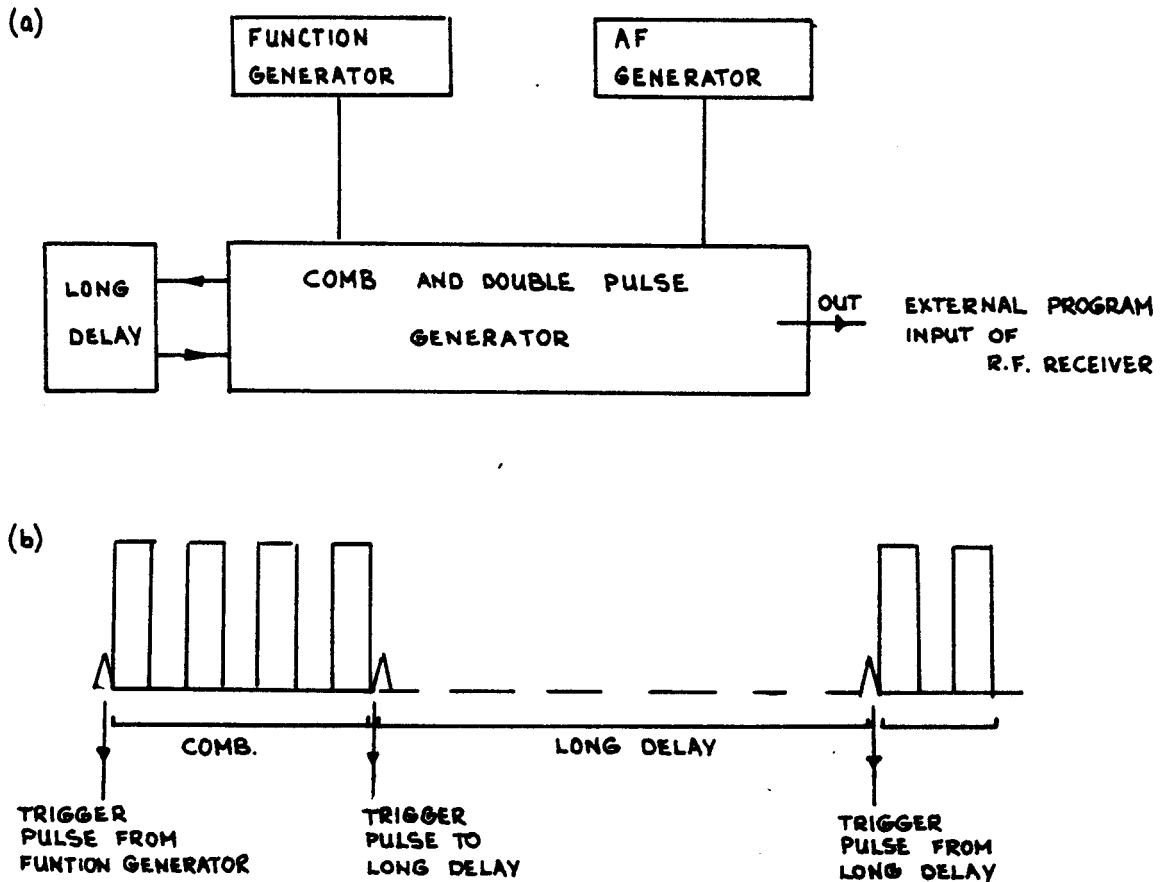 (a)
FUNCTION
GENERATOR
AF
GENERATOR
LONG
DELAY
COMB AND DOUBLE PULSE
GENERATOR
OUT
EXTERNAL PROGRAM
INPUT OF
R.F. RECEIVER
(b)
COMB.
LONG DELAY
TRIGGER
PULSE FROM
FUNTION GENERATOR
TRIGGER
PULSE TO
LONG DELAY
TRIGGER
PULSE FROM
LONG DELAY